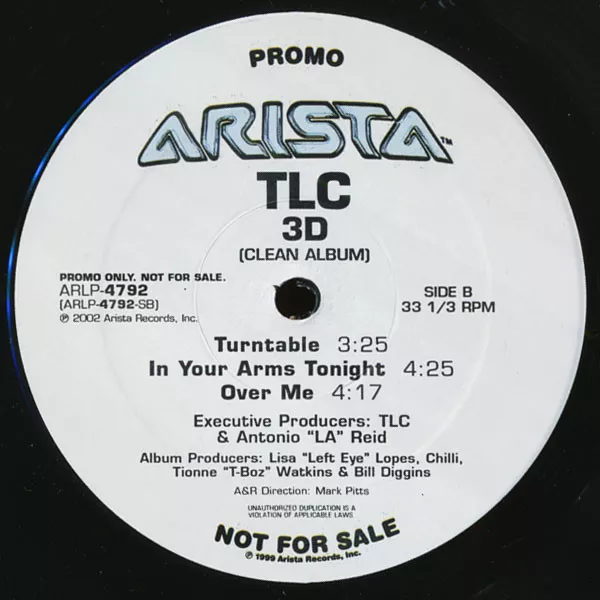 PROMO
ARISTA™
TLC
3D
(CLEAN ALBUM)
PROMO ONLY. NOT FOR SALE.
ARLP-4792
(ARLP-4792-SB)
℗ 2002 Arista Records, Inc.
SIDE B
33 1/3 RPM
Turntable 3:25
In Your Arms Tonight 4:25
Over Me 4:17
Executive Producers: TLC
& Antonio "LA" Reid
Album Producers: Lisa "Left Eye" Lopes, Chilli,
Tionne "T-Boz" Watkins & Bill Diggins
A&R Direction: Mark Pitts
UNAUTHORIZED DUPLICATION IS A
VIOLATION OF APPLICABLE LAWS
NOT FOR SALE
℗ 1999 Arista Records, Inc.